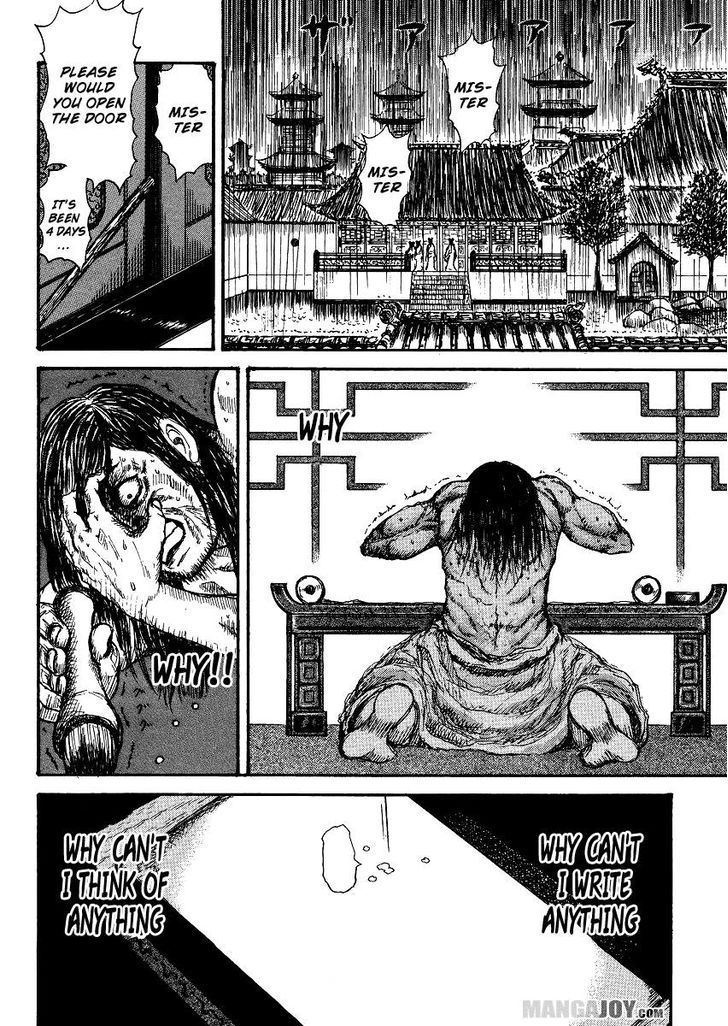 ザァアアア
MIS-
TER
MIS-
TER
MIS-
TER
PLEASE
WOULD
YOU OPEN
THE DOOR
IT'S
BEEN
4 DAYS
...
WHY
WHY!!
WHY CAN'T
I WRITE
ANYTHING
WHY CAN'T
I THINK OF
ANYTHING
MANGAJOY.COM